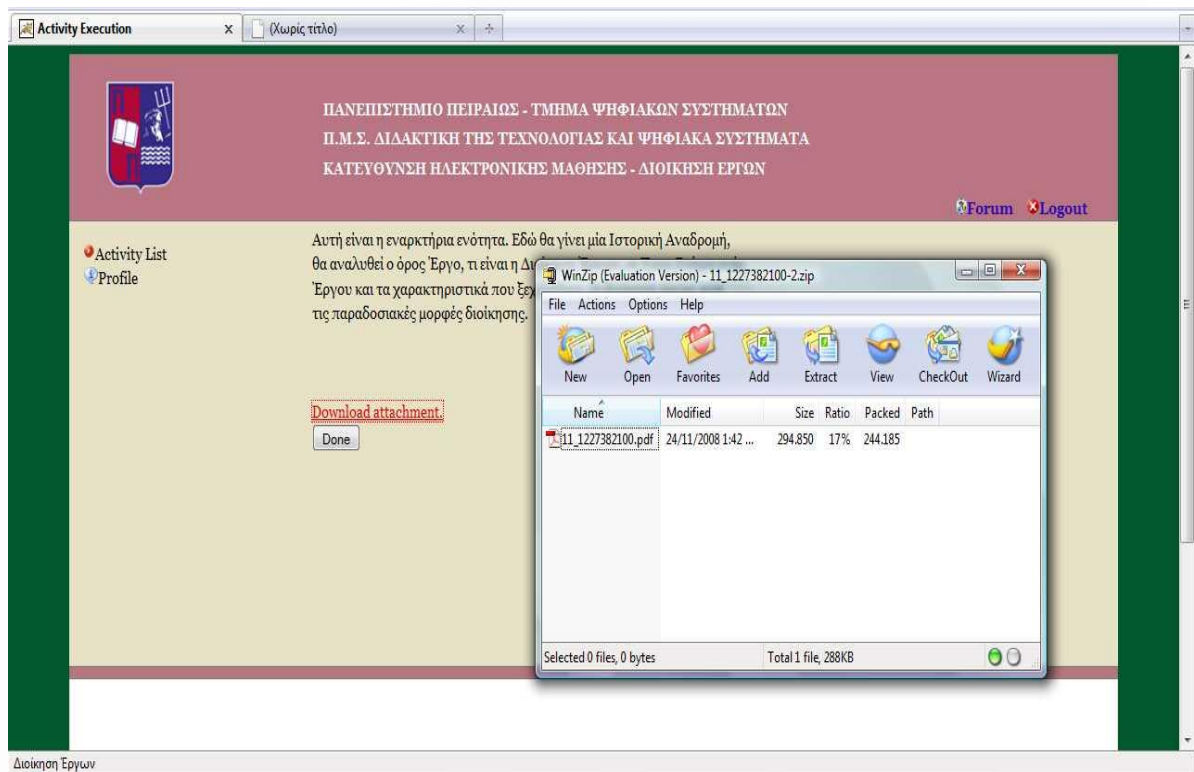 Activity Execution x (Χωρίς τίτλο) x
ΠΑΝΕΠΙΣΤΗΜΙΟ ΠΕΙΡΑΙΩΣ - ΤΜΗΜΑ ΨΗΦΙΑΚΩΝ ΣΥΣΤΗΜΑΤΩΝ
Π.Μ.Σ. ΔΙΔΑΚΤΙΚΗ ΤΗΣ ΤΕΧΝΟΛΟΓΙΑΣ ΚΑΙ ΨΗΦΙΑΚΑ ΣΥΣΤΗΜΑΤΑ
ΚΑΤΕΥΘΥΝΣΗ ΗΛΕΚΤΡΟΝΙΚΗΣ ΜΑΘΗΣΗΣ - ΔΙΟΙΚΗΣΗ ΕΡΓΩΝ
Forum Logout
Activity List
Profile
Αυτή είναι η εναρκτήρια ενότητα. Εδώ θα γίνει μία Ιστορική Αναδρομή,
θα αναλυθεί ο όρος Έργο, τι είναι η
Έργου και τα χαρακτηριστικά που
τις παραδοσιακές μορφές διοίκησης.
Download attachment.
Done
WinZip (Evaluation Version) - 11_1227382100-2.zip
File Actions Options Help
New Open Favorites Add Extract View CheckOut Wizard
Name Modified Size Ratio Packed Path
11_1227382100.pdf 24/11/2008 1:42 ... 294.850 17% 244.185
Selected 0 files, 0 bytes Total 1 file, 288KB
Διοίκηση Έργων